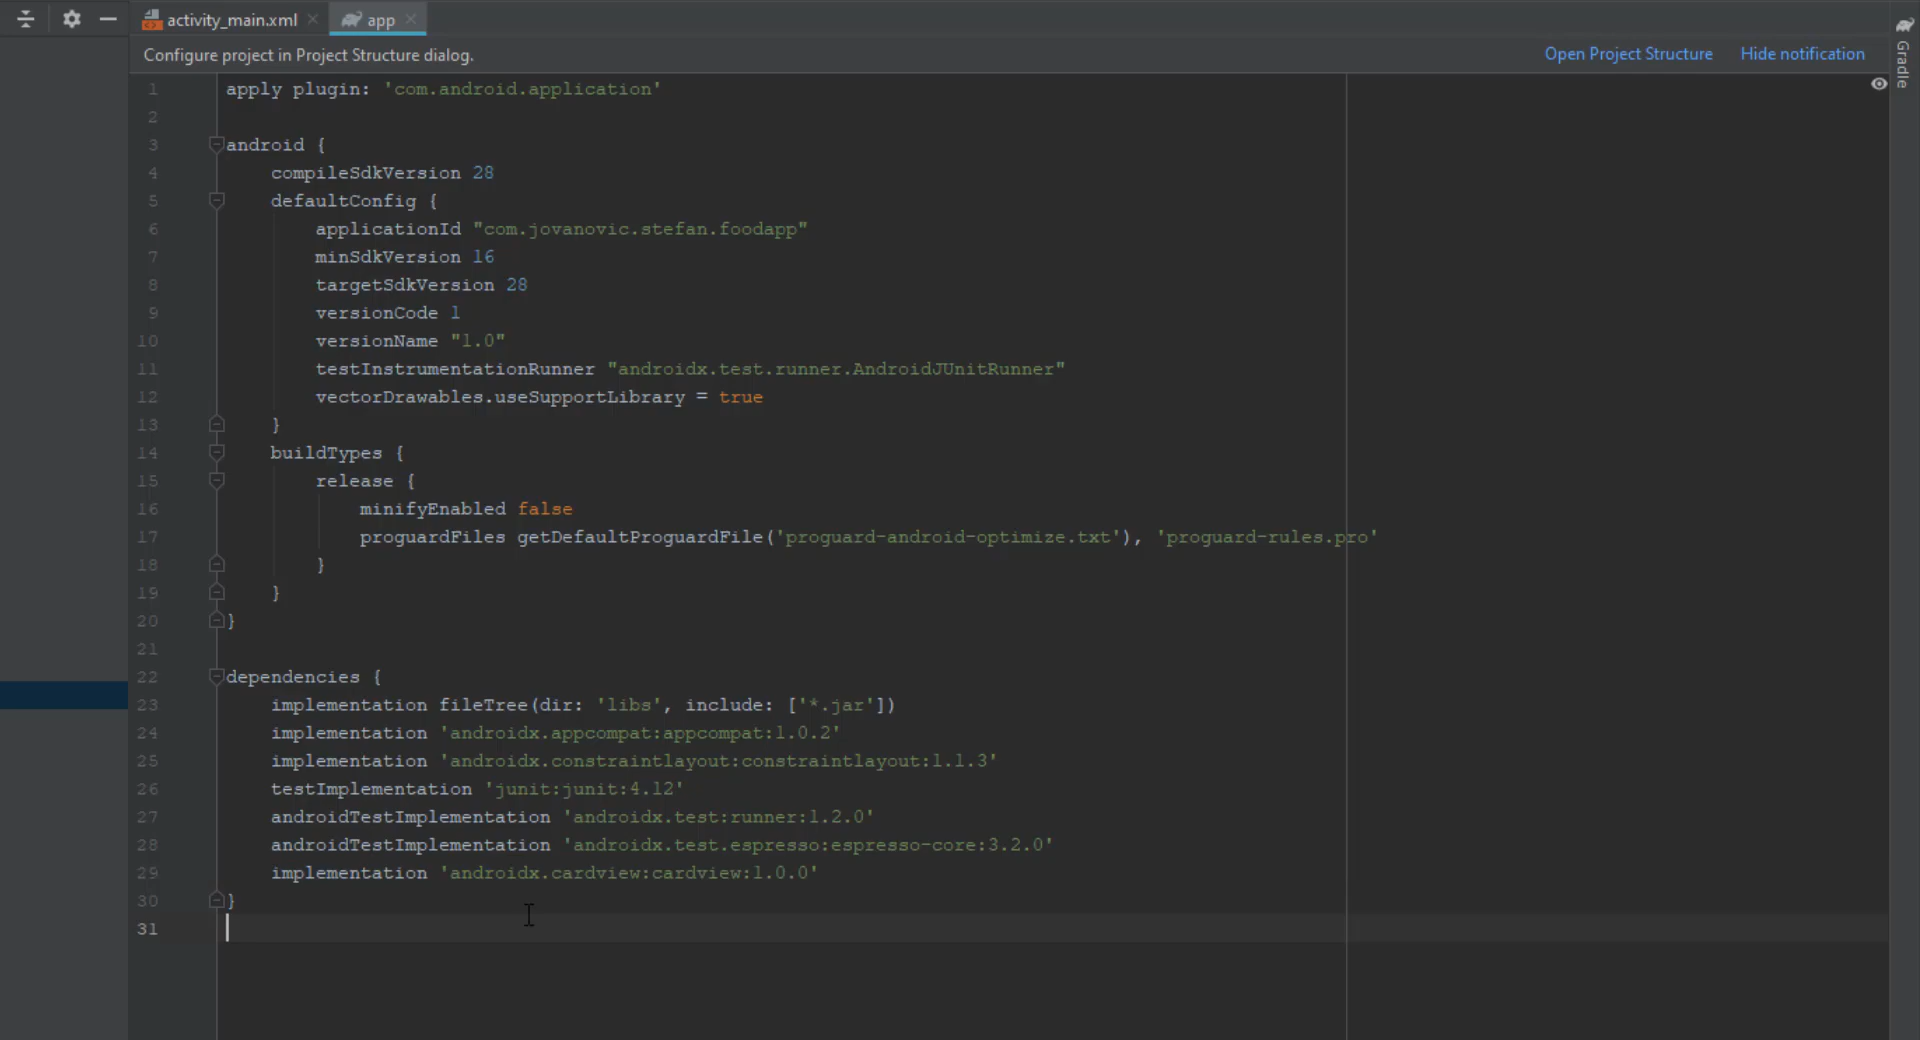 activity_main.xml
app
Configure project in Project Structure dialog.
Open Project Structure
Hide notification
Gradle
1 apply plugin: 'com.android.application'
2
3 android {
4 compileSdkVersion 28
5 defaultConfig {
6 applicationId "com.jovanovic.stefan.foodapp"
7 minSdkVersion 16
8 targetSdkVersion 28
9 versionCode 1
10 versionName "1.0"
11 testInstrumentationRunner "androidx.test.runner.AndroidJUnitRunner"
12 vectorDrawables.useSupportLibrary = true
13 }
14 buildTypes {
15 release {
16 minifyEnabled false
17 proguardFiles getDefaultProguardFile('proguard-android-optimize.txt'), 'proguard-rules.pro'
18 }
19 }
20 }
21
22 dependencies {
23 implementation fileTree(dir: 'libs', include: ['*.jar'])
24 implementation 'androidx.appcompat:appcompat:1.0.2'
25 implementation 'androidx.constraintlayout:constraintlayout:1.1.3'
26 testImplementation 'junit:junit:4.12'
27 androidTestImplementation 'androidx.test:runner:1.2.0'
28 androidTestImplementation 'androidx.test.espresso:espresso-core:3.2.0'
29 implementation 'androidx.cardview:cardview:1.0.0'
30 }
31